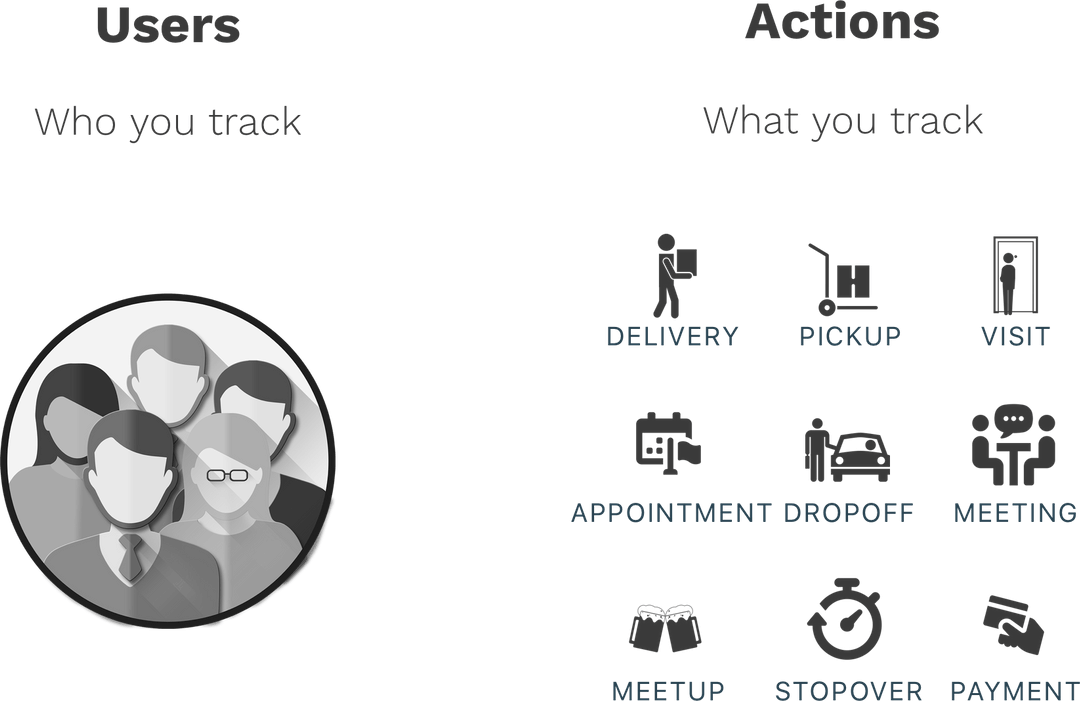 Users
Who you track
Actions
What you track
DELIVERY PICKUP VISIT
APPOINTMENT DROPOFF MEETING
MEETUP STOPOVER PAYMENT